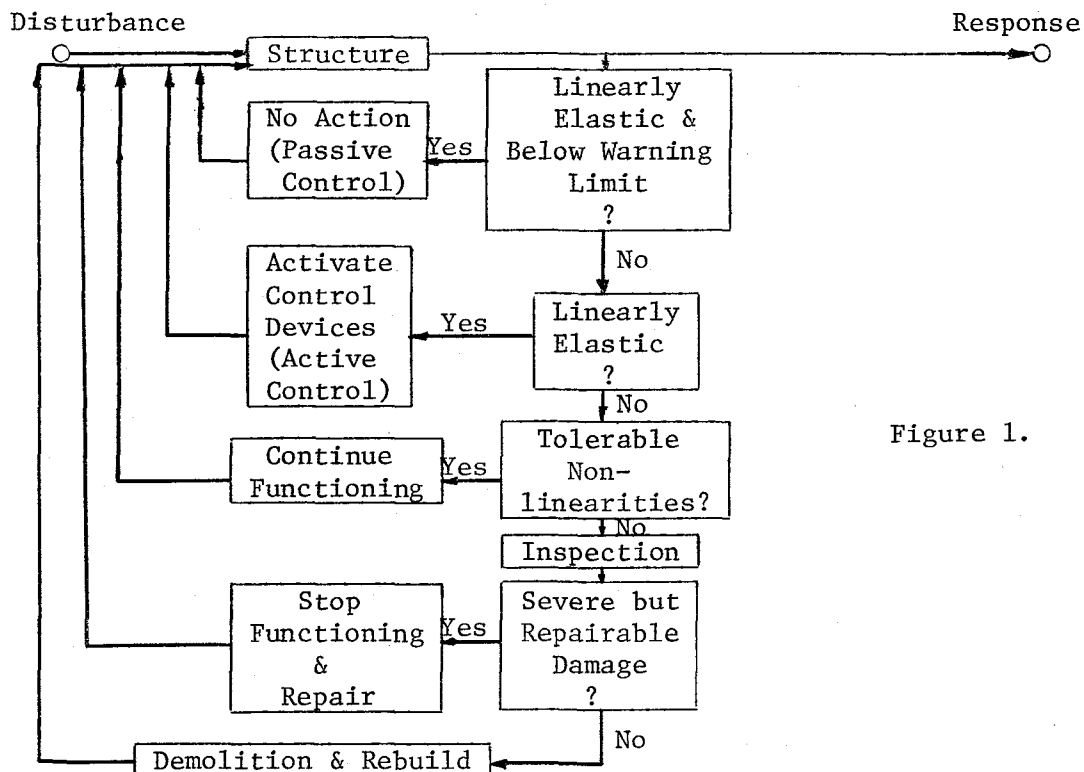 Disturbance
Response
Structure
No Action
(Passive
Control)
Yes
Linearly
Elastic &
Below Warning
Limit
?
No
Activate
Control
Devices
(Active
Control)
Yes
Linearly
Elastic
?
No
Continue
Functioning
Yes
Tolerable
Non-
linearities?
Figure 1.
No
Inspection
Stop
Functioning
&
Repair
Yes
Severe but
Repairable
Damage
?
No
Demolition & Rebuild